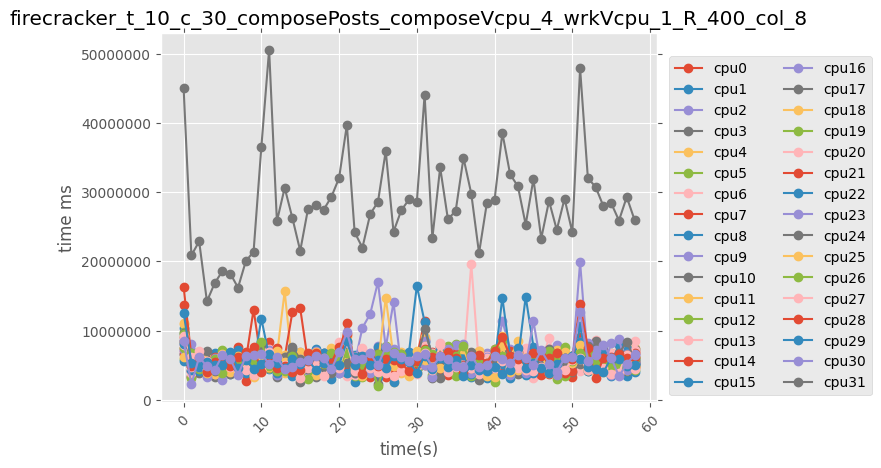 firecracker_t_10_c_30_composePosts_composeVcpu_4_wrkVcpu_1_R_400_col_8
50000000
40000000
30000000
20000000
10000000
0
time ms
0
10
20
30
40
50
60
time(s)
cpu0
cpu1
cpu2
cpu3
cpu4
cpu5
cpu6
cpu7
cpu8
cpu9
cpu10
cpu11
cpu12
cpu13
cpu14
cpu15
cpu16
cpu17
cpu18
cpu19
cpu20
cpu21
cpu22
cpu23
cpu24
cpu25
cpu26
cpu27
cpu28
cpu29
cpu30
cpu31